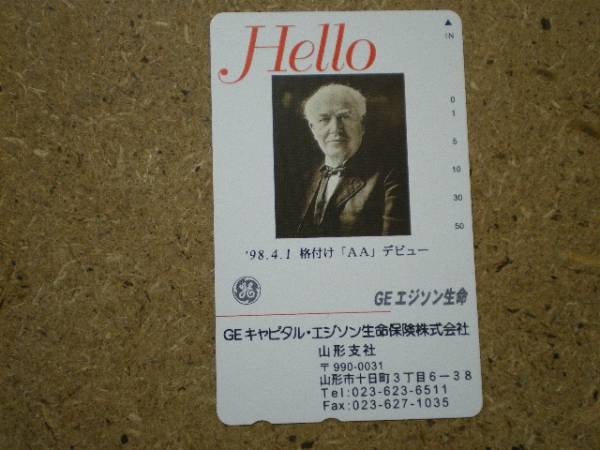 IN
Hello
0
1
5
10
30
50
'98.4.1 格付け「AA」デビュー
GE
GEエジソン生命
GEキャピタル・エジソン生命保険株式会社
山形支社
〒990-0031
山形市十日町3丁目6-38
Tel:023-623-6511
Fax:023-627-1035